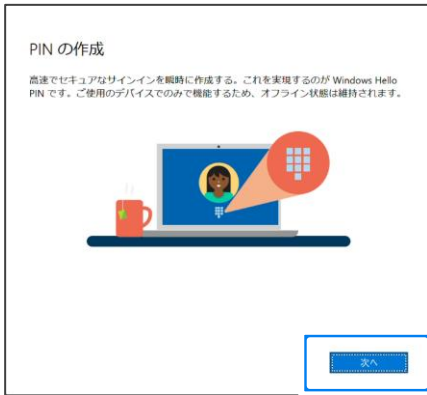 PIN の作成
高速でセキュアなサインインを瞬時に作成する。これを実現するのが Windows Hello
PIN です。ご使用のデバイスでのみで機能するため、オフライン状態は維持されます。
次へ